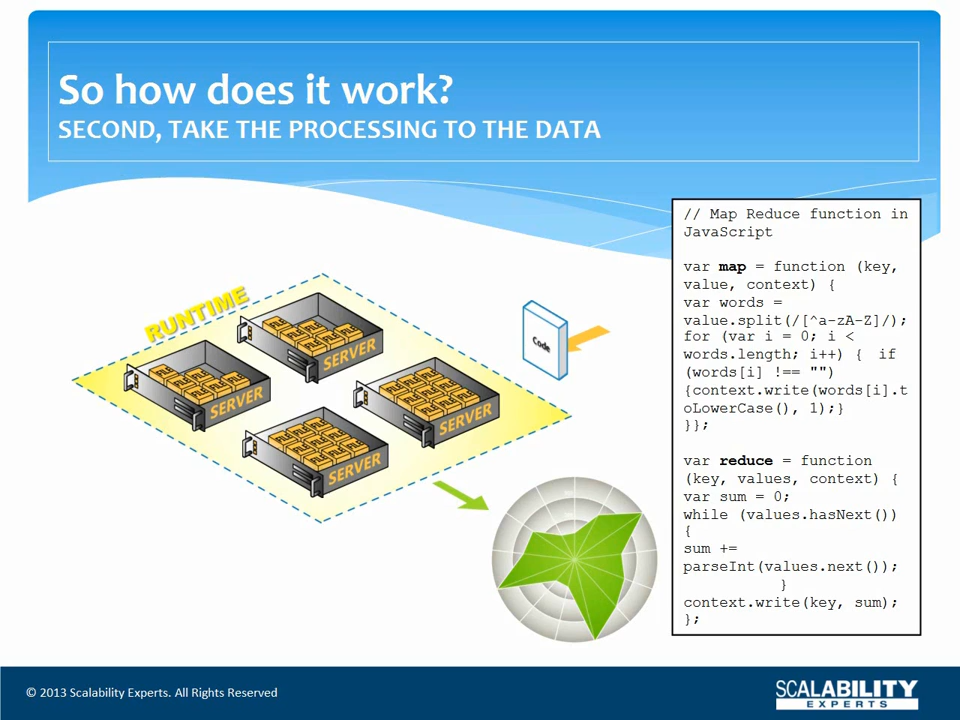 So how does it work?
SECOND, TAKE THE PROCESSING TO THE DATA
RUNTIME
SERVER
SERVER
SERVER
SERVER
Code
// Map Reduce function in
JavaScript
var map = function (key,
value, context) {
var words =
value.split(/[^a-zA-Z]/);
for (var i = 0; i <
words.length; i++) { if
(words[i] !== "")
{context.write(words[i].t
oLowerCase(), 1);}
}};
var reduce = function
(key, values, context) {
var sum = 0;
while (values.hasNext())
{
sum +=
parseInt(values.next());
}
context.write(key, sum);
};
© 2013 Scalability Experts. All Rights Reserved
SCALABILITY
EXPERTS